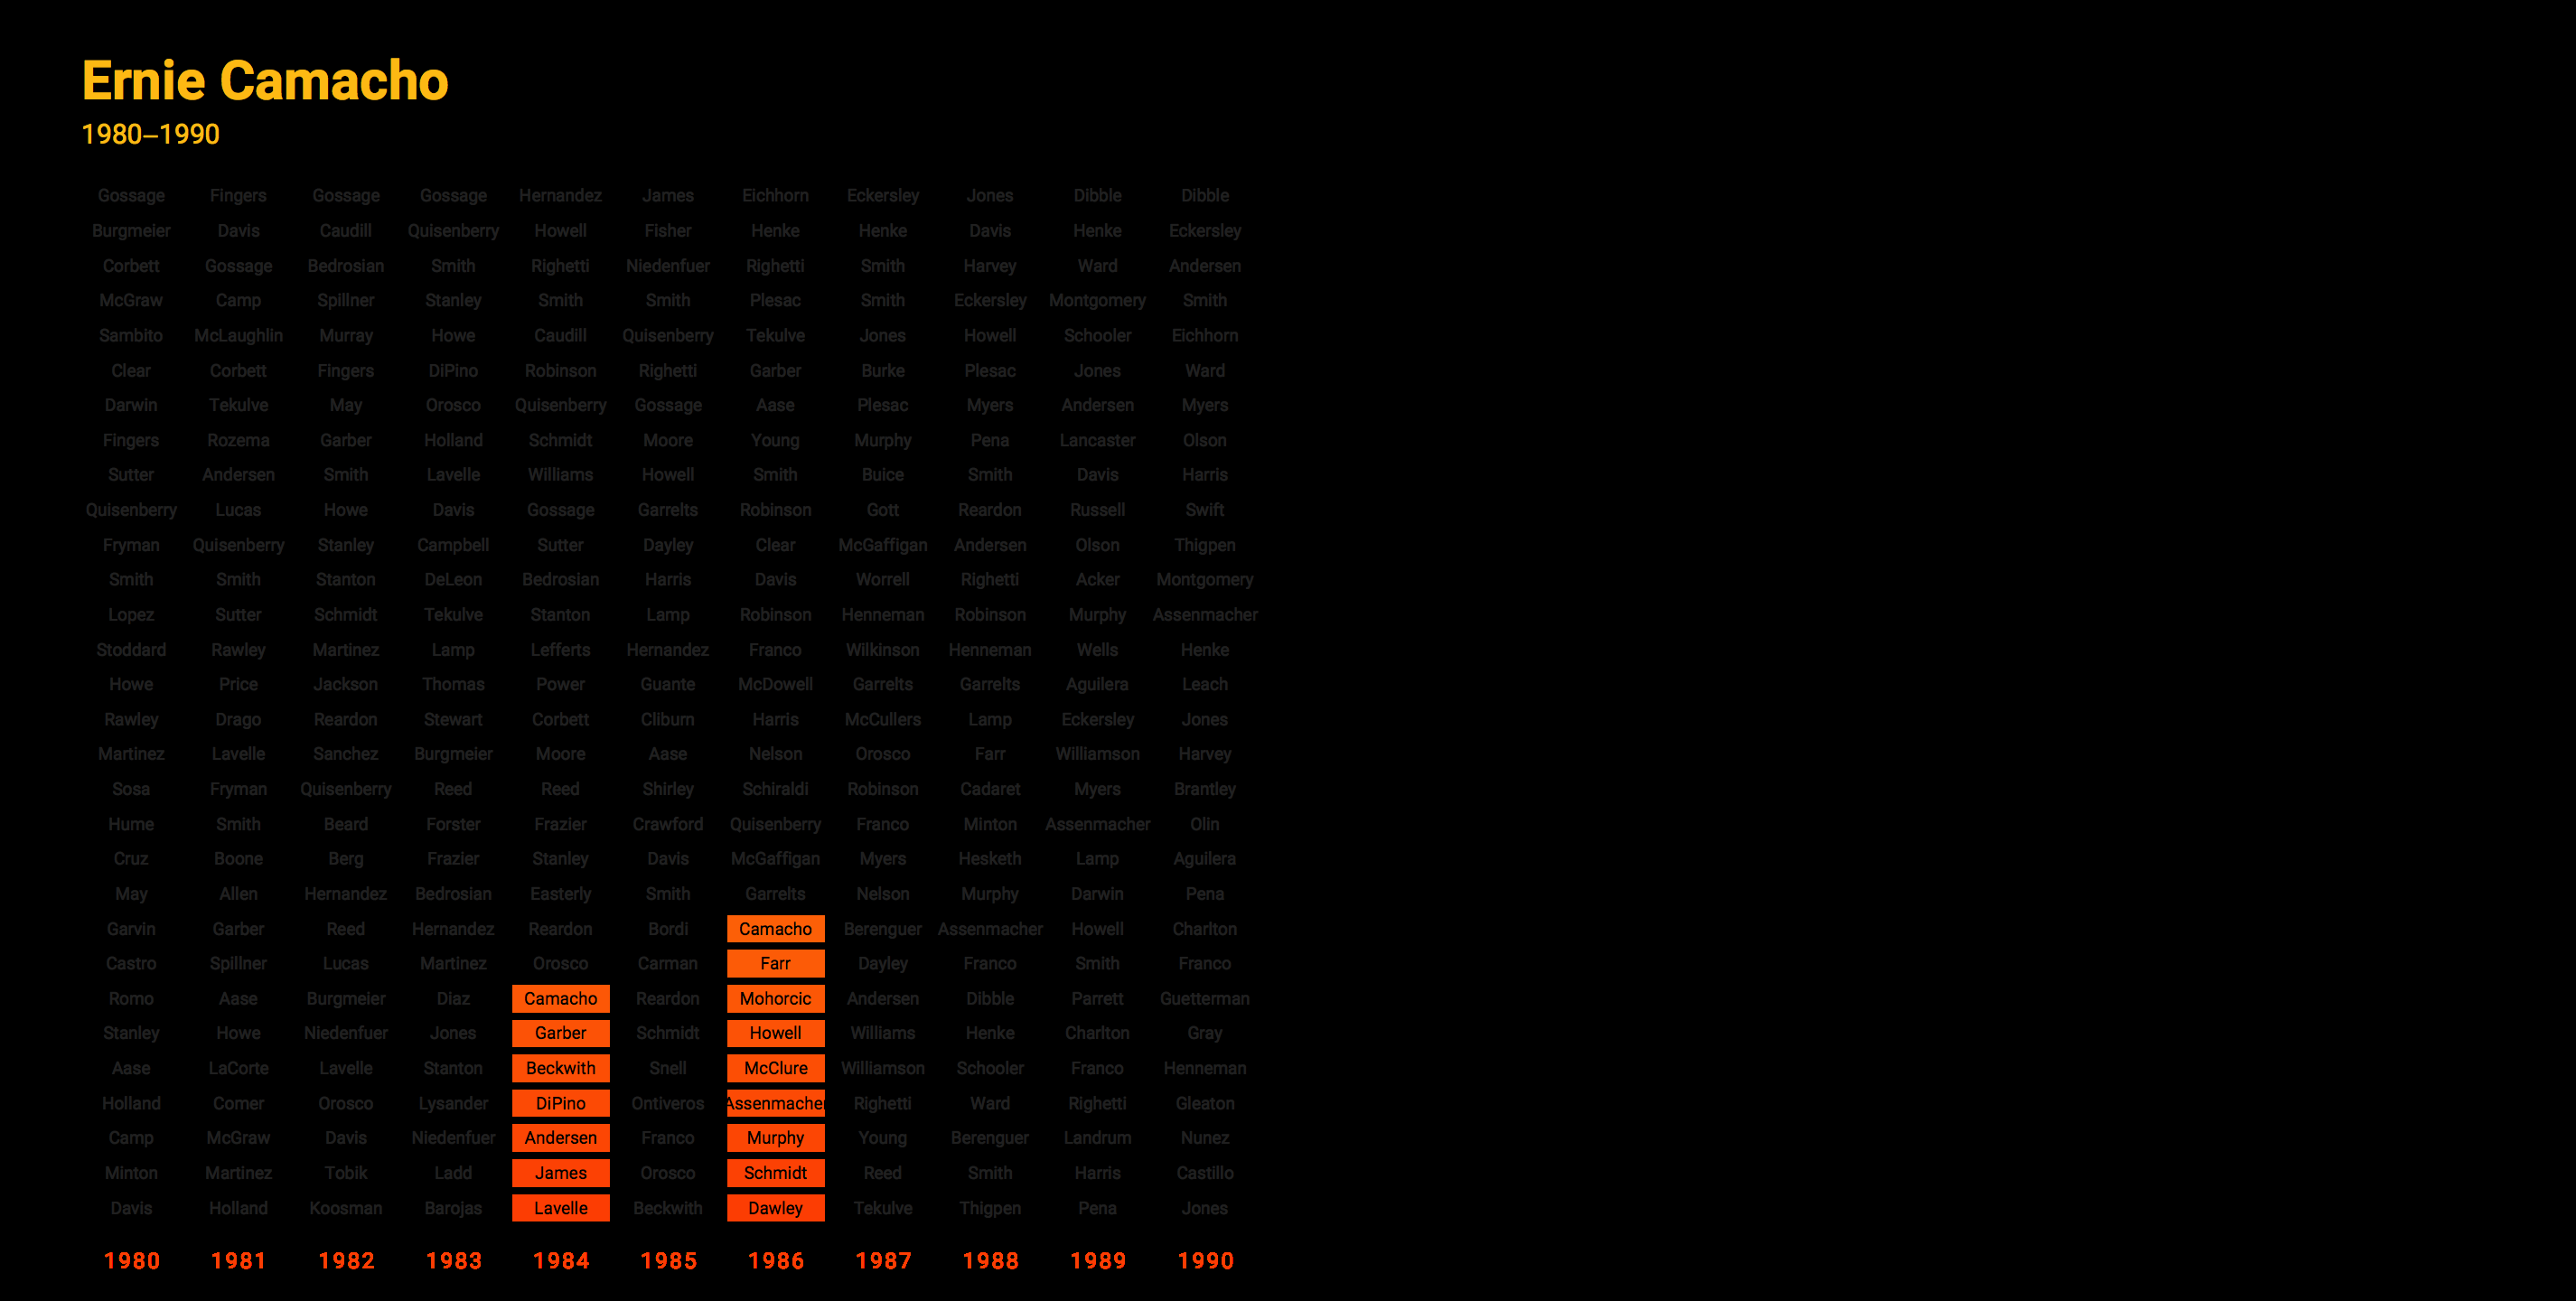 Ernie Camacho
1980–1990
Gossage Fingers Gossage Gossage Hernandez James Eichhorn Eckersley Jones Dibble Dibble
Burgmeier Davis Caudill Quisenberry Howell Fisher Henke Henke Davis Henke Eckersley
Corbett Gossage Bedrosian Smith Righetti Niedenfuer Righetti Smith Harvey Ward Andersen
McGraw Camp Spillner Stanley Smith Smith Plesac Smith Eckersley Montgomery Smith
Sambito McLaughlin Murray Howe Caudill Quisenberry Tekulve Jones Howell Schooler Eichhorn
Clear Corbett Fingers DiPino Robinson Righetti Garber Burke Plesac Jones Ward
Darwin Tekulve May Orosco Quisenberry Gossage Aase Plesac Myers Andersen Myers
Fingers Rozema Garber Holland Schmidt Moore Young Murphy Pena Lancaster Olson
Sutter Andersen Smith Lavelle Williams Howell Smith Buice Smith Davis Harris
Quisenberry Lucas Howe Davis Gossage Garrelts Robinson Gott Reardon Russell Swift
Fryman Quisenberry Stanley Campbell Sutter Dayley Clear McGaffigan Andersen Olson Thigpen
Smith Smith Stanton DeLeon Bedrosian Harris Davis Worrell Righetti Acker Montgomery
Lopez Sutter Schmidt Tekulve Stanton Lamp Robinson Henneman Robinson Murphy Assenmacher
Stoddard Rawley Martinez Lamp Lefferts Hernandez Franco Wilkinson Henneman Wells Henke
Howe Price Jackson Thomas Power Guante McDowell Garrelts Garrelts Aguilera Leach
Rawley Drago Reardon Stewart Corbett Cliburn Harris McCullers Lamp Eckersley Jones
Martinez Lavelle Sanchez Burgmeier Moore Aase Nelson Orosco Farr Williamson Harvey
Sosa Fryman Quisenberry Reed Reed Shirley Schiraldi Robinson Cadaret Myers Brantley
Hume Smith Beard Forster Frazier Crawford Quisenberry Franco Minton Assenmacher Olin
Cruz Boone Berg Frazier Stanley Davis McGaffigan Myers Hesketh Lamp Aguilera
May Allen Hernandez Bedrosian Easterly Smith Garrelts Nelson Murphy Darwin Pena
Garvin Garber Reed Hernandez Reardon Bordi Camacho Berenguer Assenmacher Howell Charlton
Castro Spillner Lucas Martinez Orosco Carman Farr Dayley Franco Smith Franco
Romo Aase Burgmeier Diaz Camacho Reardon Mohorcic Andersen Dibble Parrett Guetterman
Stanley Howe Niedenfuer Jones Garber Schmidt Howell Williams Henke Charlton Gray
Aase LaCorte Lavelle Stanton Beckwith Snell McClure Williamson Schooler Franco Henneman
Holland Comer Orosco Lysander DiPino Ontiveros Assenmacher Righetti Ward Righetti Gleaton
Camp McGraw Davis Niedenfuer Andersen Franco Murphy Young Berenguer Landrum Nunez
Minton Martinez Tobik Ladd James Orosco Schmidt Reed Smith Harris Castillo
Davis Holland Koosman Barojas Lavelle Beckwith Dawley Tekulve Thigpen Pena Jones
1980 1981 1982 1983 1984 1985 1986 1987 1988 1989 1990